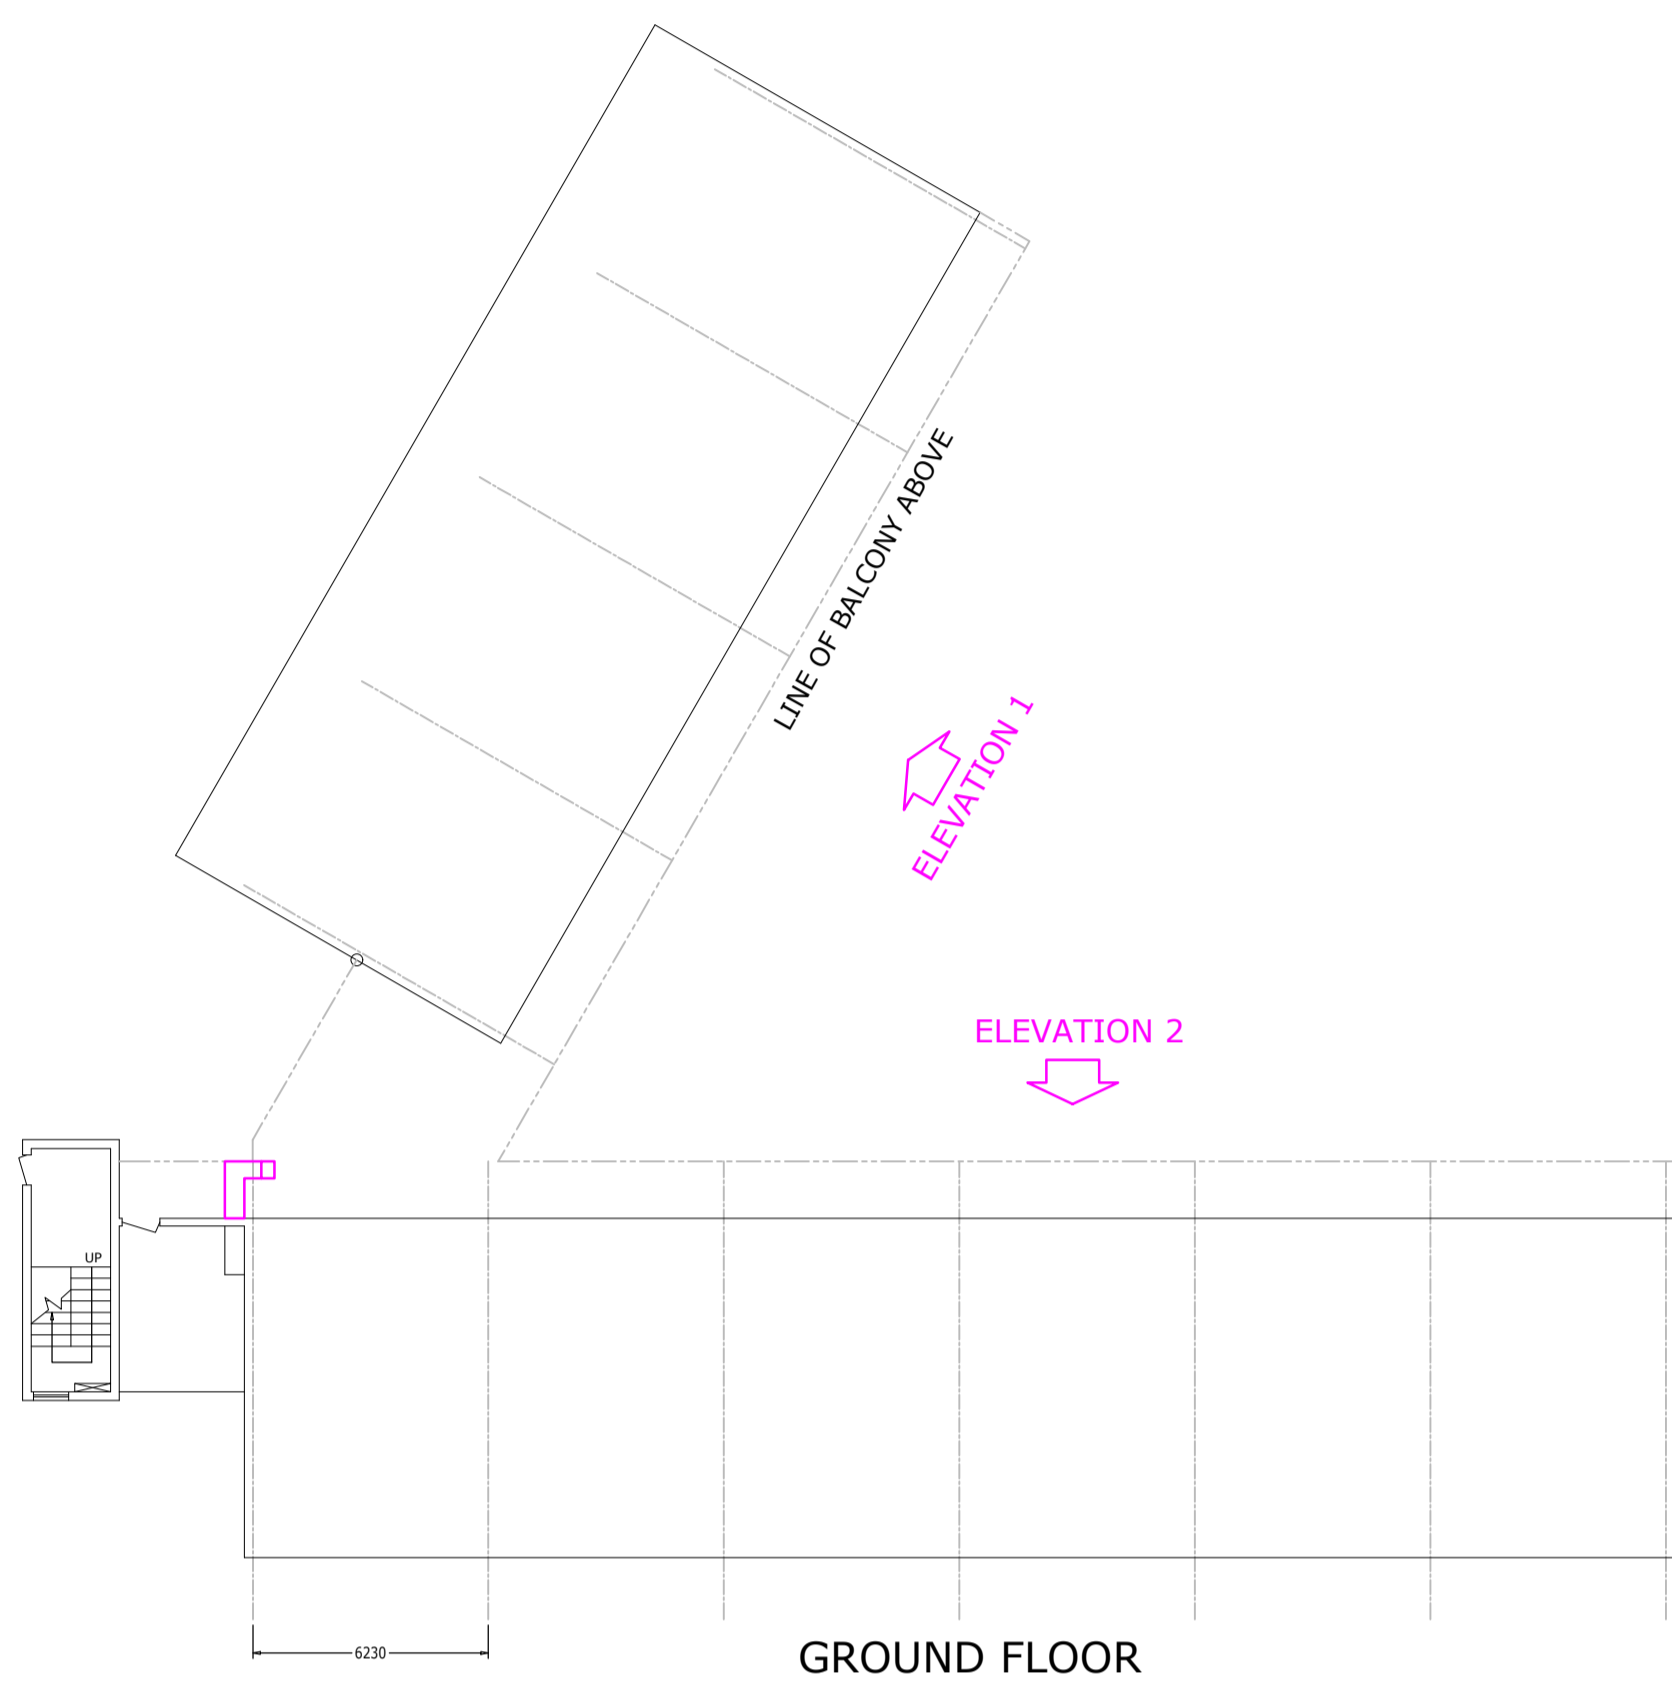 LINE OF BALCONY ABOVE
ELEVATION 1
ELEVATION 2
UP
6230
GROUND FLOOR